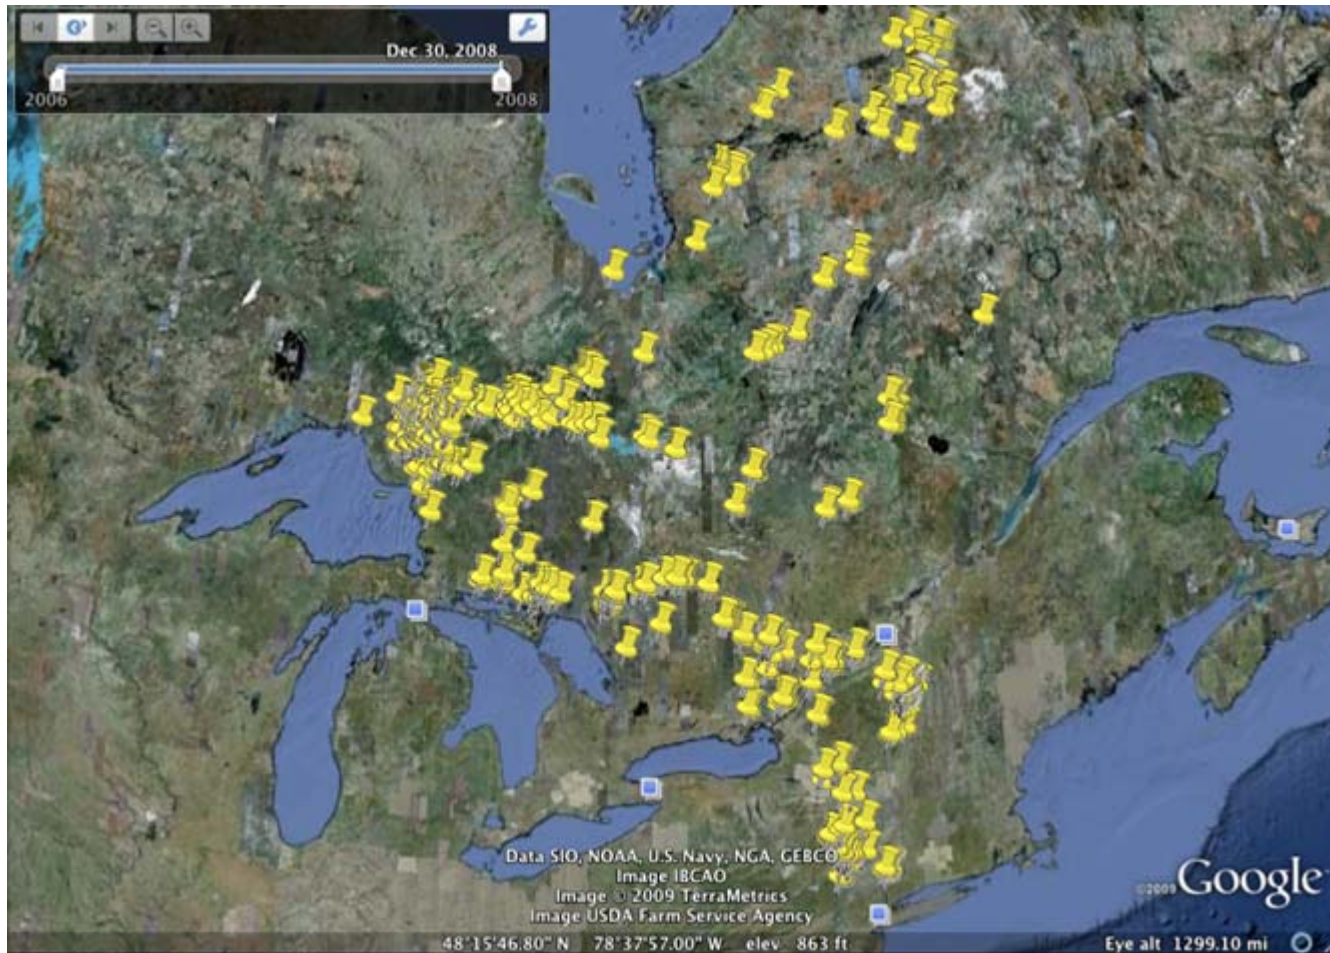 Dec 30, 2008
2006
2008
Data SIO, NOAA, U.S. Navy, NGA, GEBCO
Image IBCAO
Image © 2009 TerraMetrics
Image USDA Farm Service Agency
©2009 Google
48°15'46.80" N 78°37'57.00" W elev 863 ft
Eye alt 1299.10 mi